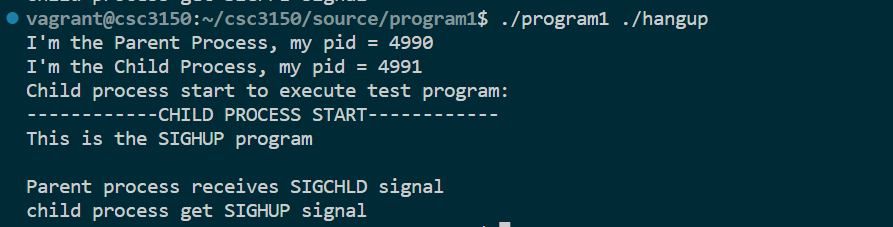 vagrant@csc3150:~/csc3150/source/program1$ ./program1 ./hangup
I'm the Parent Process, my pid = 4990
I'm the Child Process, my pid = 4991
Child process start to execute test program:
------------CHILD PROCESS START------------
This is the SIGHUP program
Parent process receives SIGCHLD signal
child process get SIGHUP signal